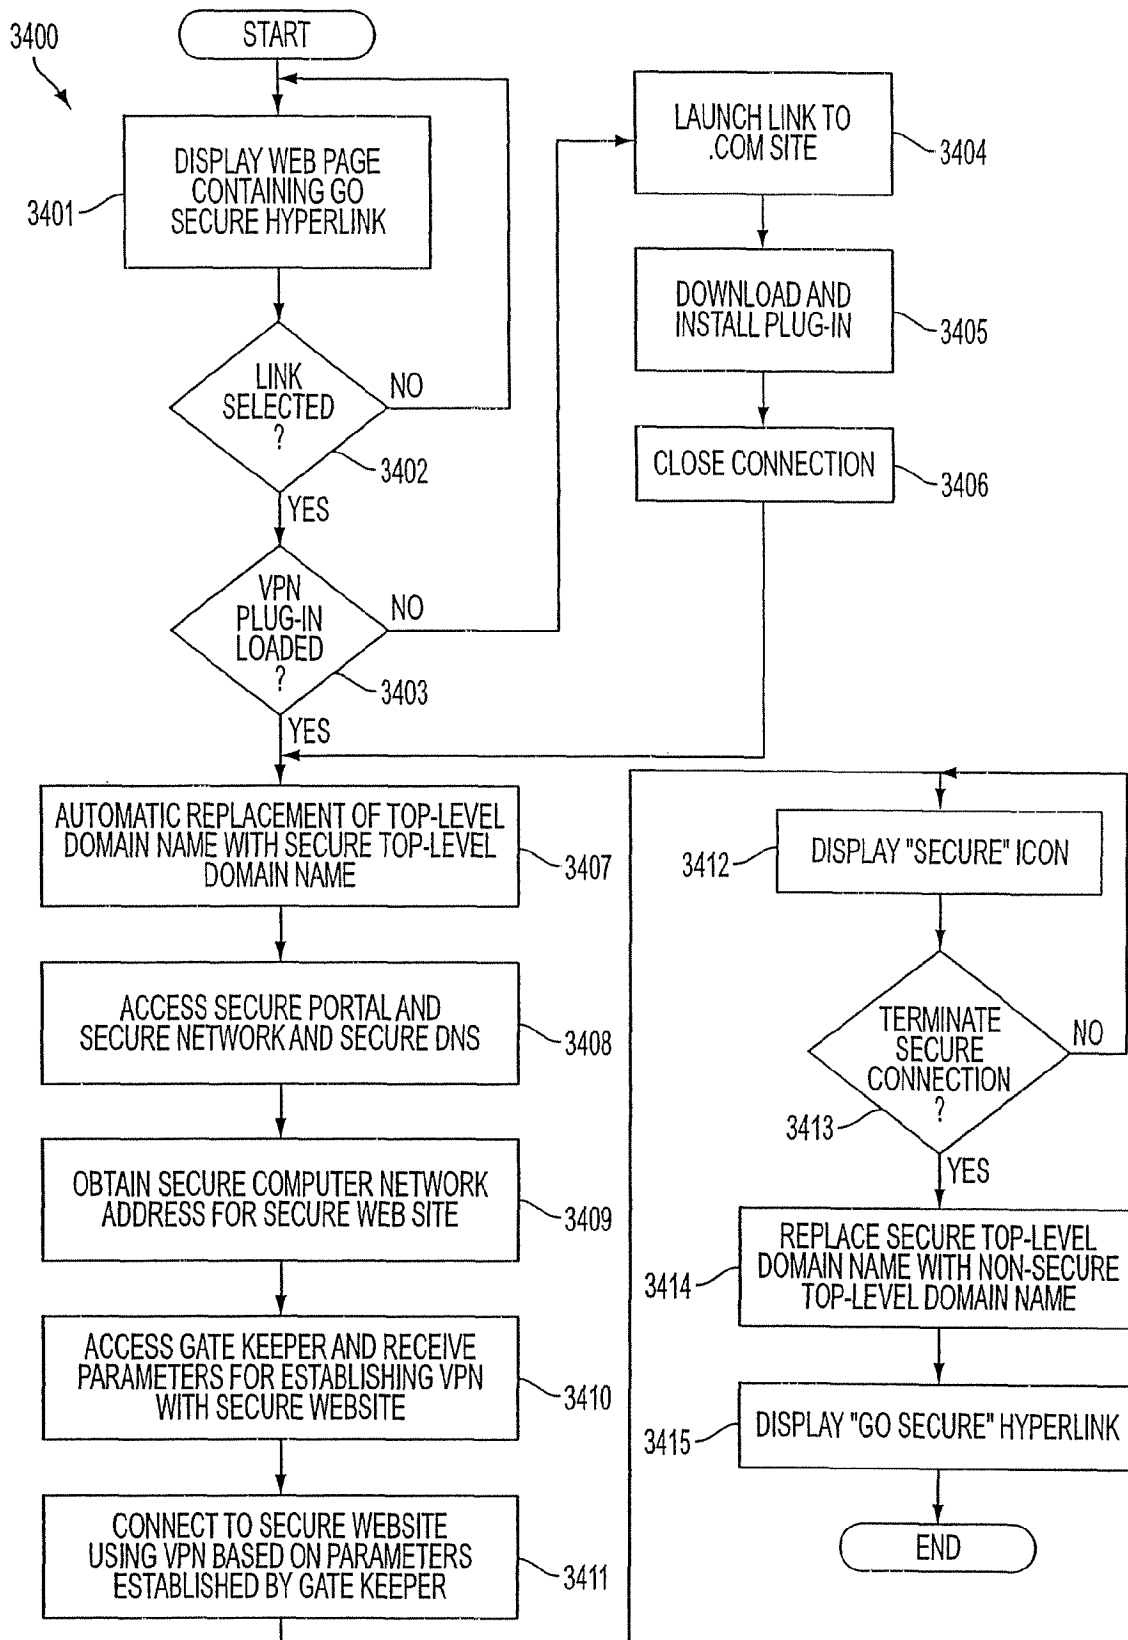 3400
START
DISPLAY WEB PAGE
CONTAINING GO
SECURE HYPERLINK
3401
LINK
SELECTED
?
NO
3402
YES
VPN
PLUG-IN
LOADED
?
NO
3403
YES
LAUNCH LINK TO
.COM SITE
3404
DOWNLOAD AND
INSTALL PLUG-IN
3405
CLOSE CONNECTION
3406
AUTOMATIC REPLACEMENT OF TOP-LEVEL
DOMAIN NAME WITH SECURE TOP-LEVEL
DOMAIN NAME
3407
ACCESS SECURE PORTAL AND
SECURE NETWORK AND SECURE DNS
3408
OBTAIN SECURE COMPUTER NETWORK
ADDRESS FOR SECURE WEB SITE
3409
ACCESS GATE KEEPER AND RECEIVE
PARAMETERS FOR ESTABLISHING VPN
WITH SECURE WEBSITE
3410
CONNECT TO SECURE WEBSITE
USING VPN BASED ON PARAMETERS
ESTABLISHED BY GATE KEEPER
3411
3412
DISPLAY "SECURE" ICON
TERMINATE
SECURE
CONNECTION
?
NO
3413
YES
REPLACE SECURE TOP-LEVEL
DOMAIN NAME WITH NON-SECURE
TOP-LEVEL DOMAIN NAME
3414
DISPLAY "GO SECURE" HYPERLINK
3415
END